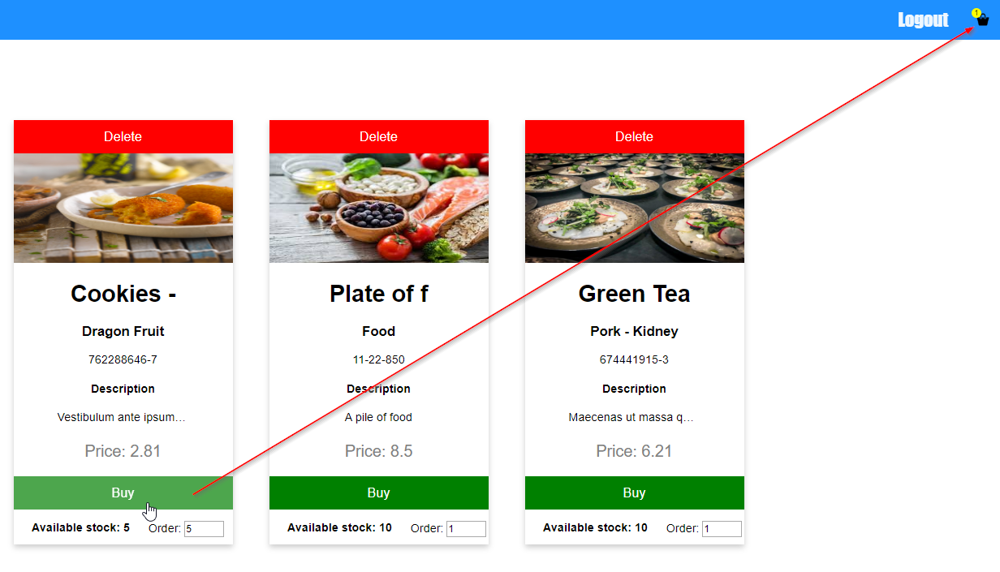 Logout
1
Delete
Cookies -
Dragon Fruit
762288646-7
Description
Vestibulum ante ipsum...
Price: 2.81
Buy
Available stock: 5 Order: 5
Delete
Plate of f
Food
11-22-850
Description
A pile of food
Price: 8.5
Buy
Available stock: 10 Order: 1
Delete
Green Tea
Pork - Kidney
674441915-3
Description
Maecenas ut massa q...
Price: 6.21
Buy
Available stock: 10 Order: 1